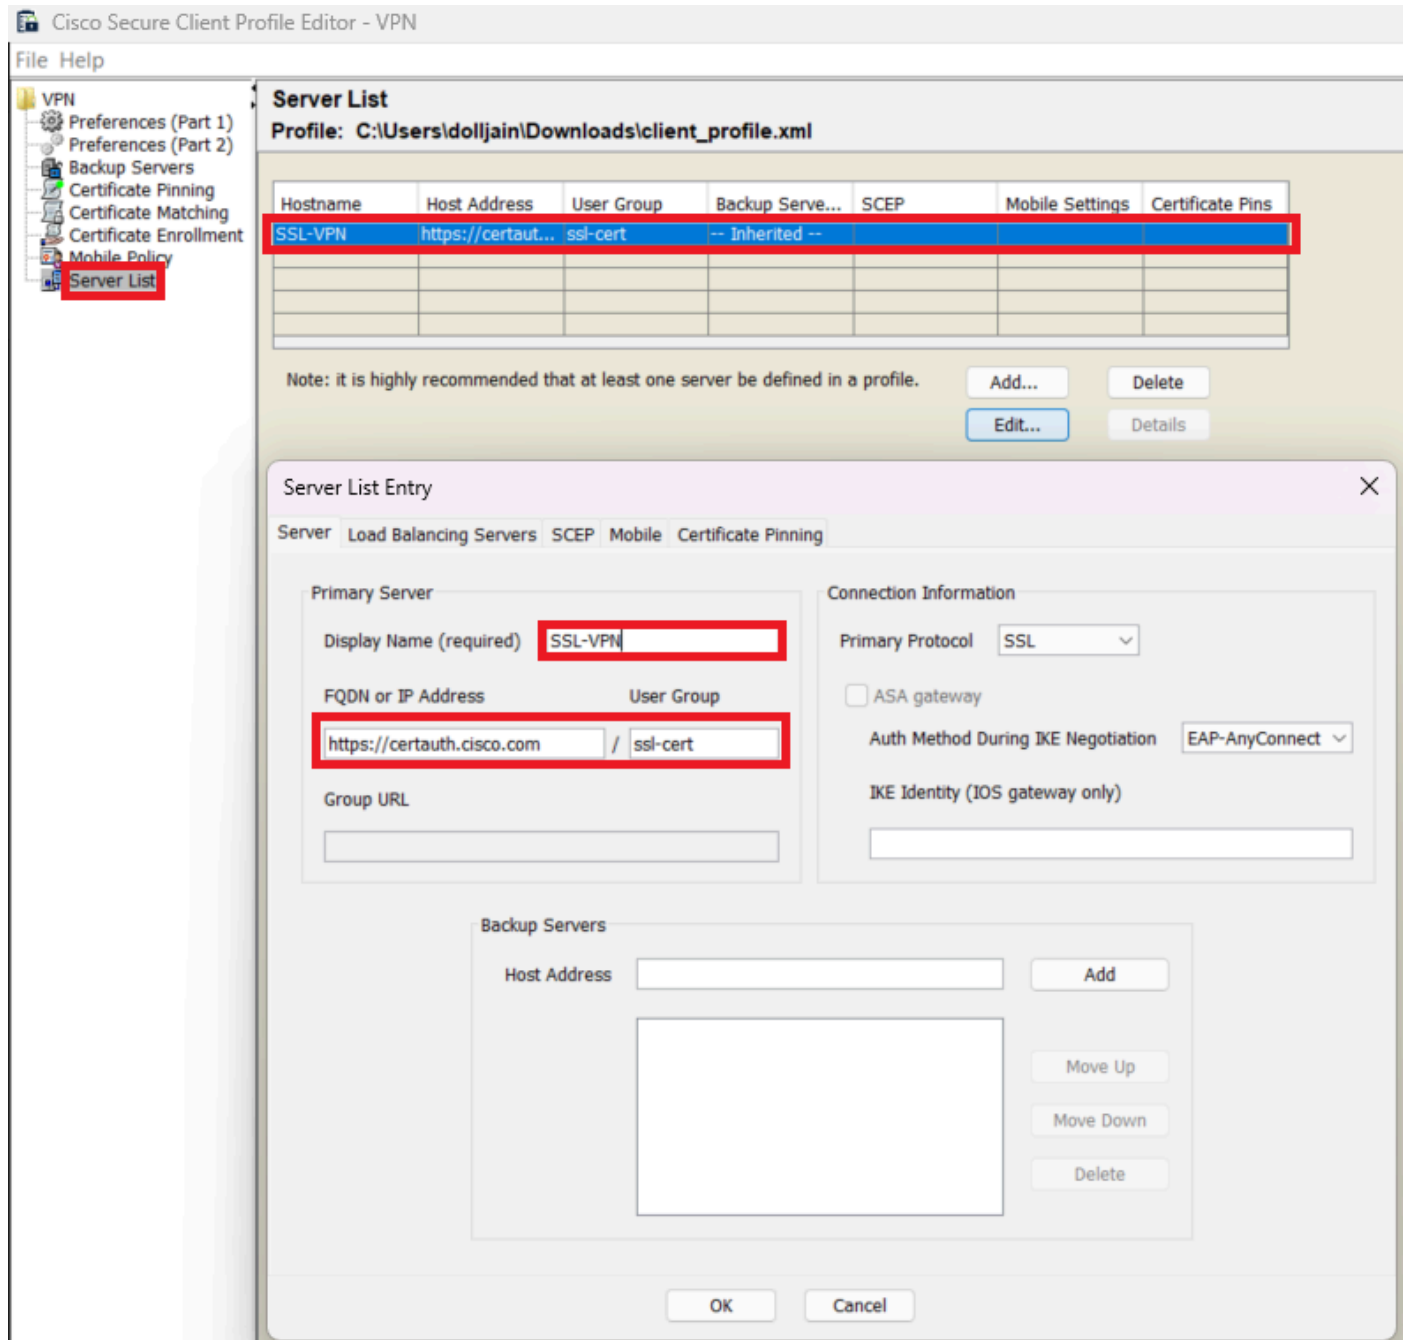 Cisco Secure Client Profile Editor - VPN
File Help
VPN
Preferences (Part 1)
Preferences (Part 2)
Backup Servers
Certificate Pinning
Certificate Matching
Certificate Enrollment
Mobile Policy
Server List
Server List
Profile: C:\Users\dolljain\Downloads\client_profile.xml
Hostname Host Address User Group Backup Serve... SCEP Mobile Settings Certificate Pins
SSL-VPN https://certaut... ssl-cert -- Inherited --
Note: it is highly recommended that at least one server be defined in a profile.
Add... Delete
Edit... Details
Server List Entry
Server Load Balancing Servers SCEP Mobile Certificate Pinning
Primary Server
Display Name (required) SSL-VPN
FQDN or IP Address User Group
https://certauth.cisco.com / ssl-cert
Group URL
Connection Information
Primary Protocol SSL
ASA gateway
Auth Method During IKE Negotiation EAP-AnyConnect
IKE Identity (IOS gateway only)
Backup Servers
Host Address Add
Move Up
Move Down
Delete
OK Cancel